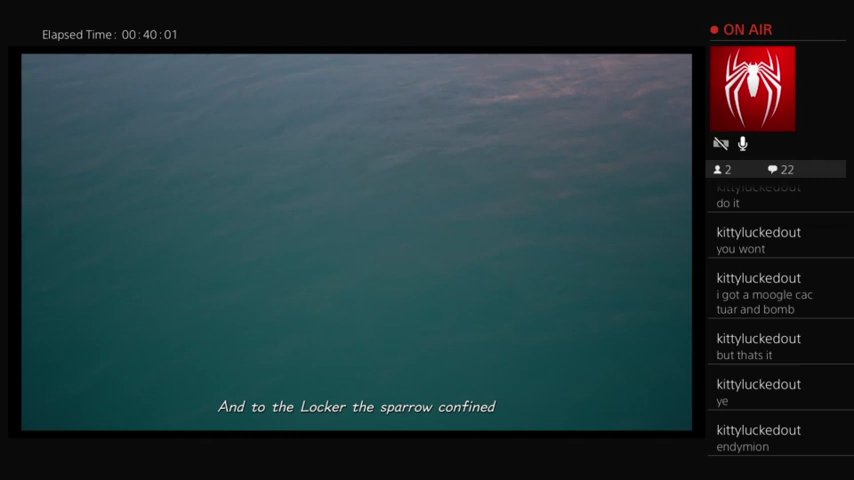 Elapsed Time: 00:40:01
ON AIR
2 22
kittyluckedout
do it
kittyluckedout
you wont
kittyluckedout
i got a moogle cac
tuar and bomb
kittyluckedout
but thats it
kittyluckedout
ye
kittyluckedout
endymion
And to the Locker the sparrow confined